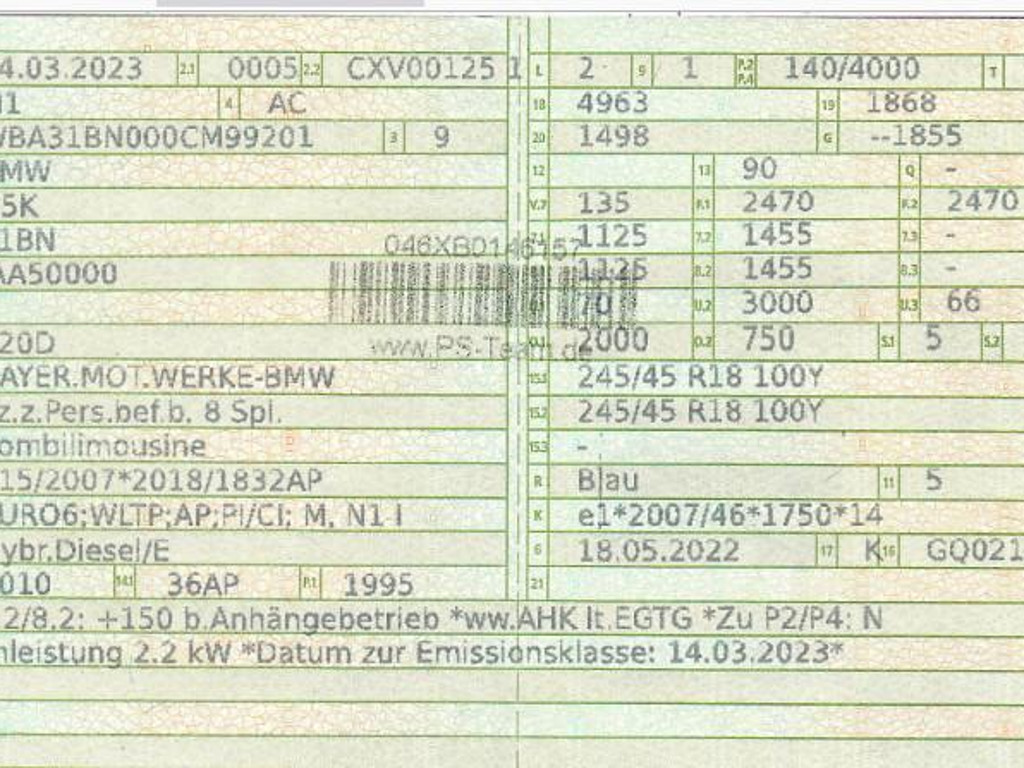 4.03.2023 2.1 0005 2.2 CXV00125 1
4 AC
WBA31BN000CM99201 3 9
MW
5K
1BN
AA50000
20D
AYER.MOT.WERKE-BMW
z.z.Pers.bef.b. 8 Spl.
ombilimousine
15/2007*2018/1832AP
URO6;WLTP;AP;PI/CI; M, N1 I
ybr.Diesel/E
010 14.1 36AP P.1 1995
046XB0146157
www.PS-Team.de
L 2 9 1 P.2 P.4 140/4000 T
18 4963 19 1868
20 1498 G --1855
12 13 90 Q -
V.7 135 F.1 2470 F.2 2470
7.1 1125 7.2 1455 7.3 -
1125 8.2 1455 8.3 -
70 U.2 3000 U.3 66
O.1 2000 O.2 750 S.1 5 S.2
15.1 245/45 R18 100Y
15.2 245/45 R18 100Y
15.3 -
R Blau 11 5
K e1*2007/46*1750*14
6 18.05.2022 17 K 16 GQ021
21
2/8.2: +150 b.Anhängebetrieb *ww.AHK lt.EGTG *Zu P2/P4: N
nleistung 2.2 kW *Datum zur Emissionsklasse: 14.03.2023*